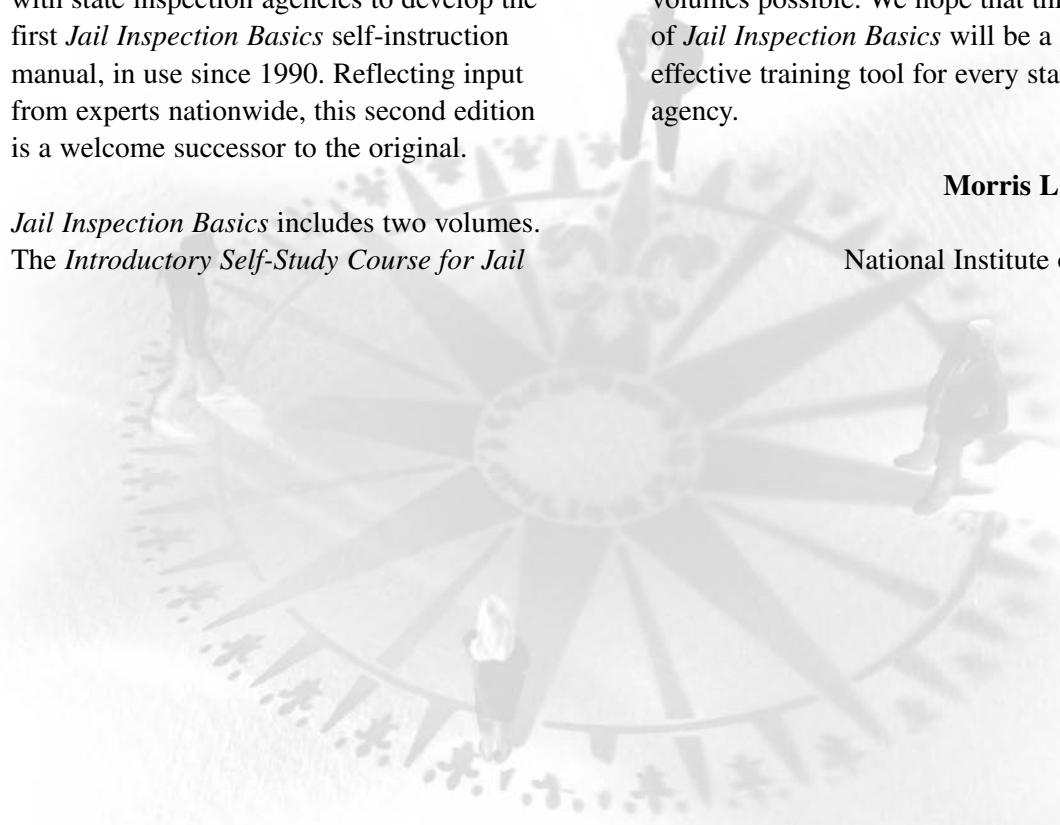 with state inspection agencies to develop the
first Jail Inspection Basics self-instruction
manual, in use since 1990. Reflecting input
from experts nationwide, this second edition
is a welcome successor to the original.
Jail Inspection Basics includes two volumes.
The Introductory Self-Study Course for Jail
volumes possible. We hope that
of Jail Inspection Basics will be a
effective training tool for every
agency.
Morris L
National Institute